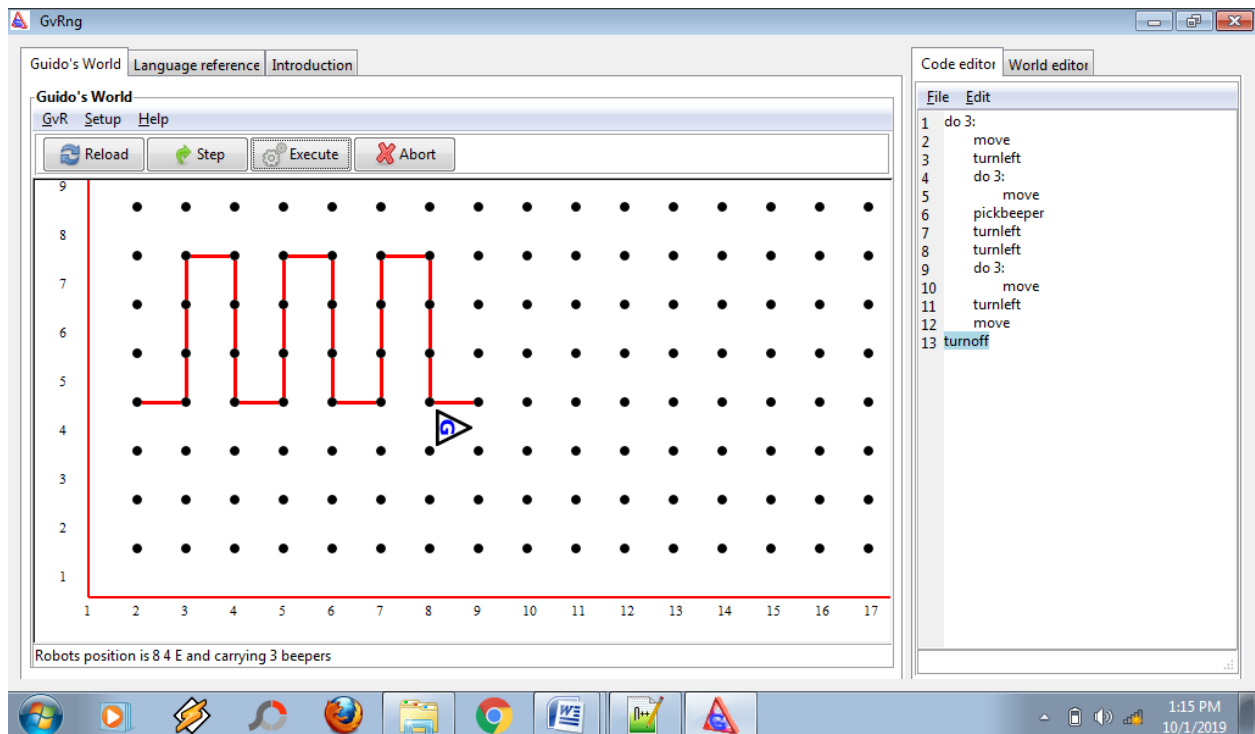 GvRng
Guido's World Language reference Introduction
Guido's World
GvR Setup Help
Reload Step Execute Abort
9
8
7
6
5
4
3
2
1
G
1 2 3 4 5 6 7 8 9 10 11 12 13 14 15 16 17
Robots position is 8 4 E and carrying 3 beepers
Code editor World editor
File Edit
1 do 3:
2 move
3 turnleft
4 do 3:
5 move
6 pickbeeper
7 turnleft
8 turnleft
9 do 3:
10 move
11 turnleft
12 move
13 turnoff
1:15 PM
10/1/2019